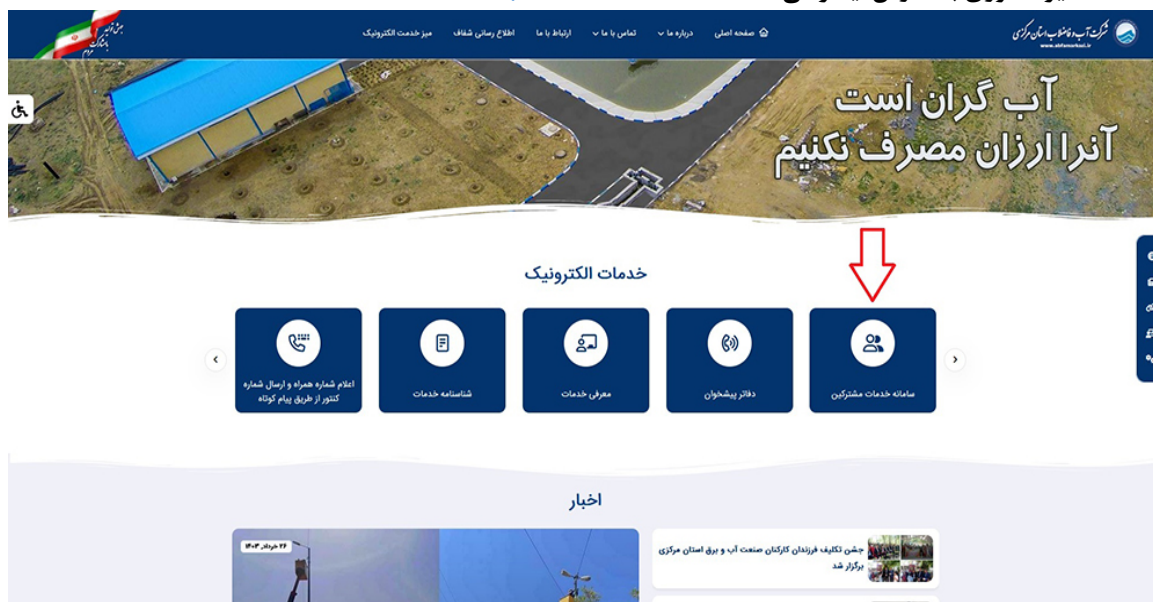 شرکت آب و فاضلاب استان مرکزی
www.abfamarkazi.ir
صفحه اصلی
درباره ما
تماس با ما
ارتباط با ما
اطلاع رسانی شفاف
میز خدمت الکترونیک
آب گران است
آنرا ارزان مصرف نکنیم
خدمات الکترونیک
سامانه خدمات مشترکین
دفاتر پیشخوان
معرفی خدمات
شناسنامه خدمات
اعلام شماره همراه و ارسال شماره
کنتور از طریق پیام کوتاه
اخبار
جشن تکلیف فرزندان کارکنان صنعت آب و برق استان مرکزی
برگزار شد
۲۶ خرداد, ۱۴۰۳